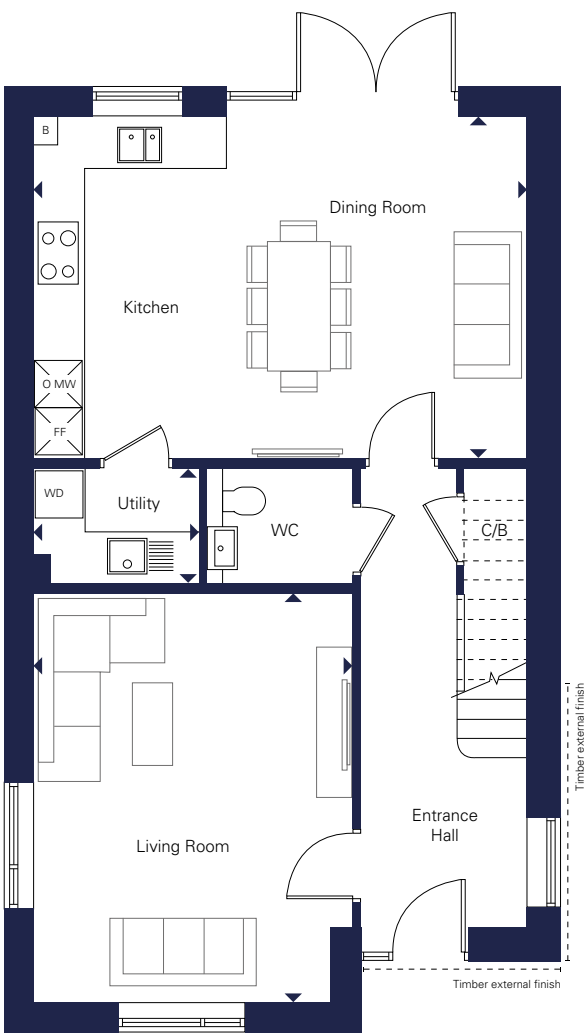 B
Dining Room
Kitchen
O MW
FF
WD
Utility
WC
C/B
Timber external finish
Entrance
Hall
Living Room
Timber external finish